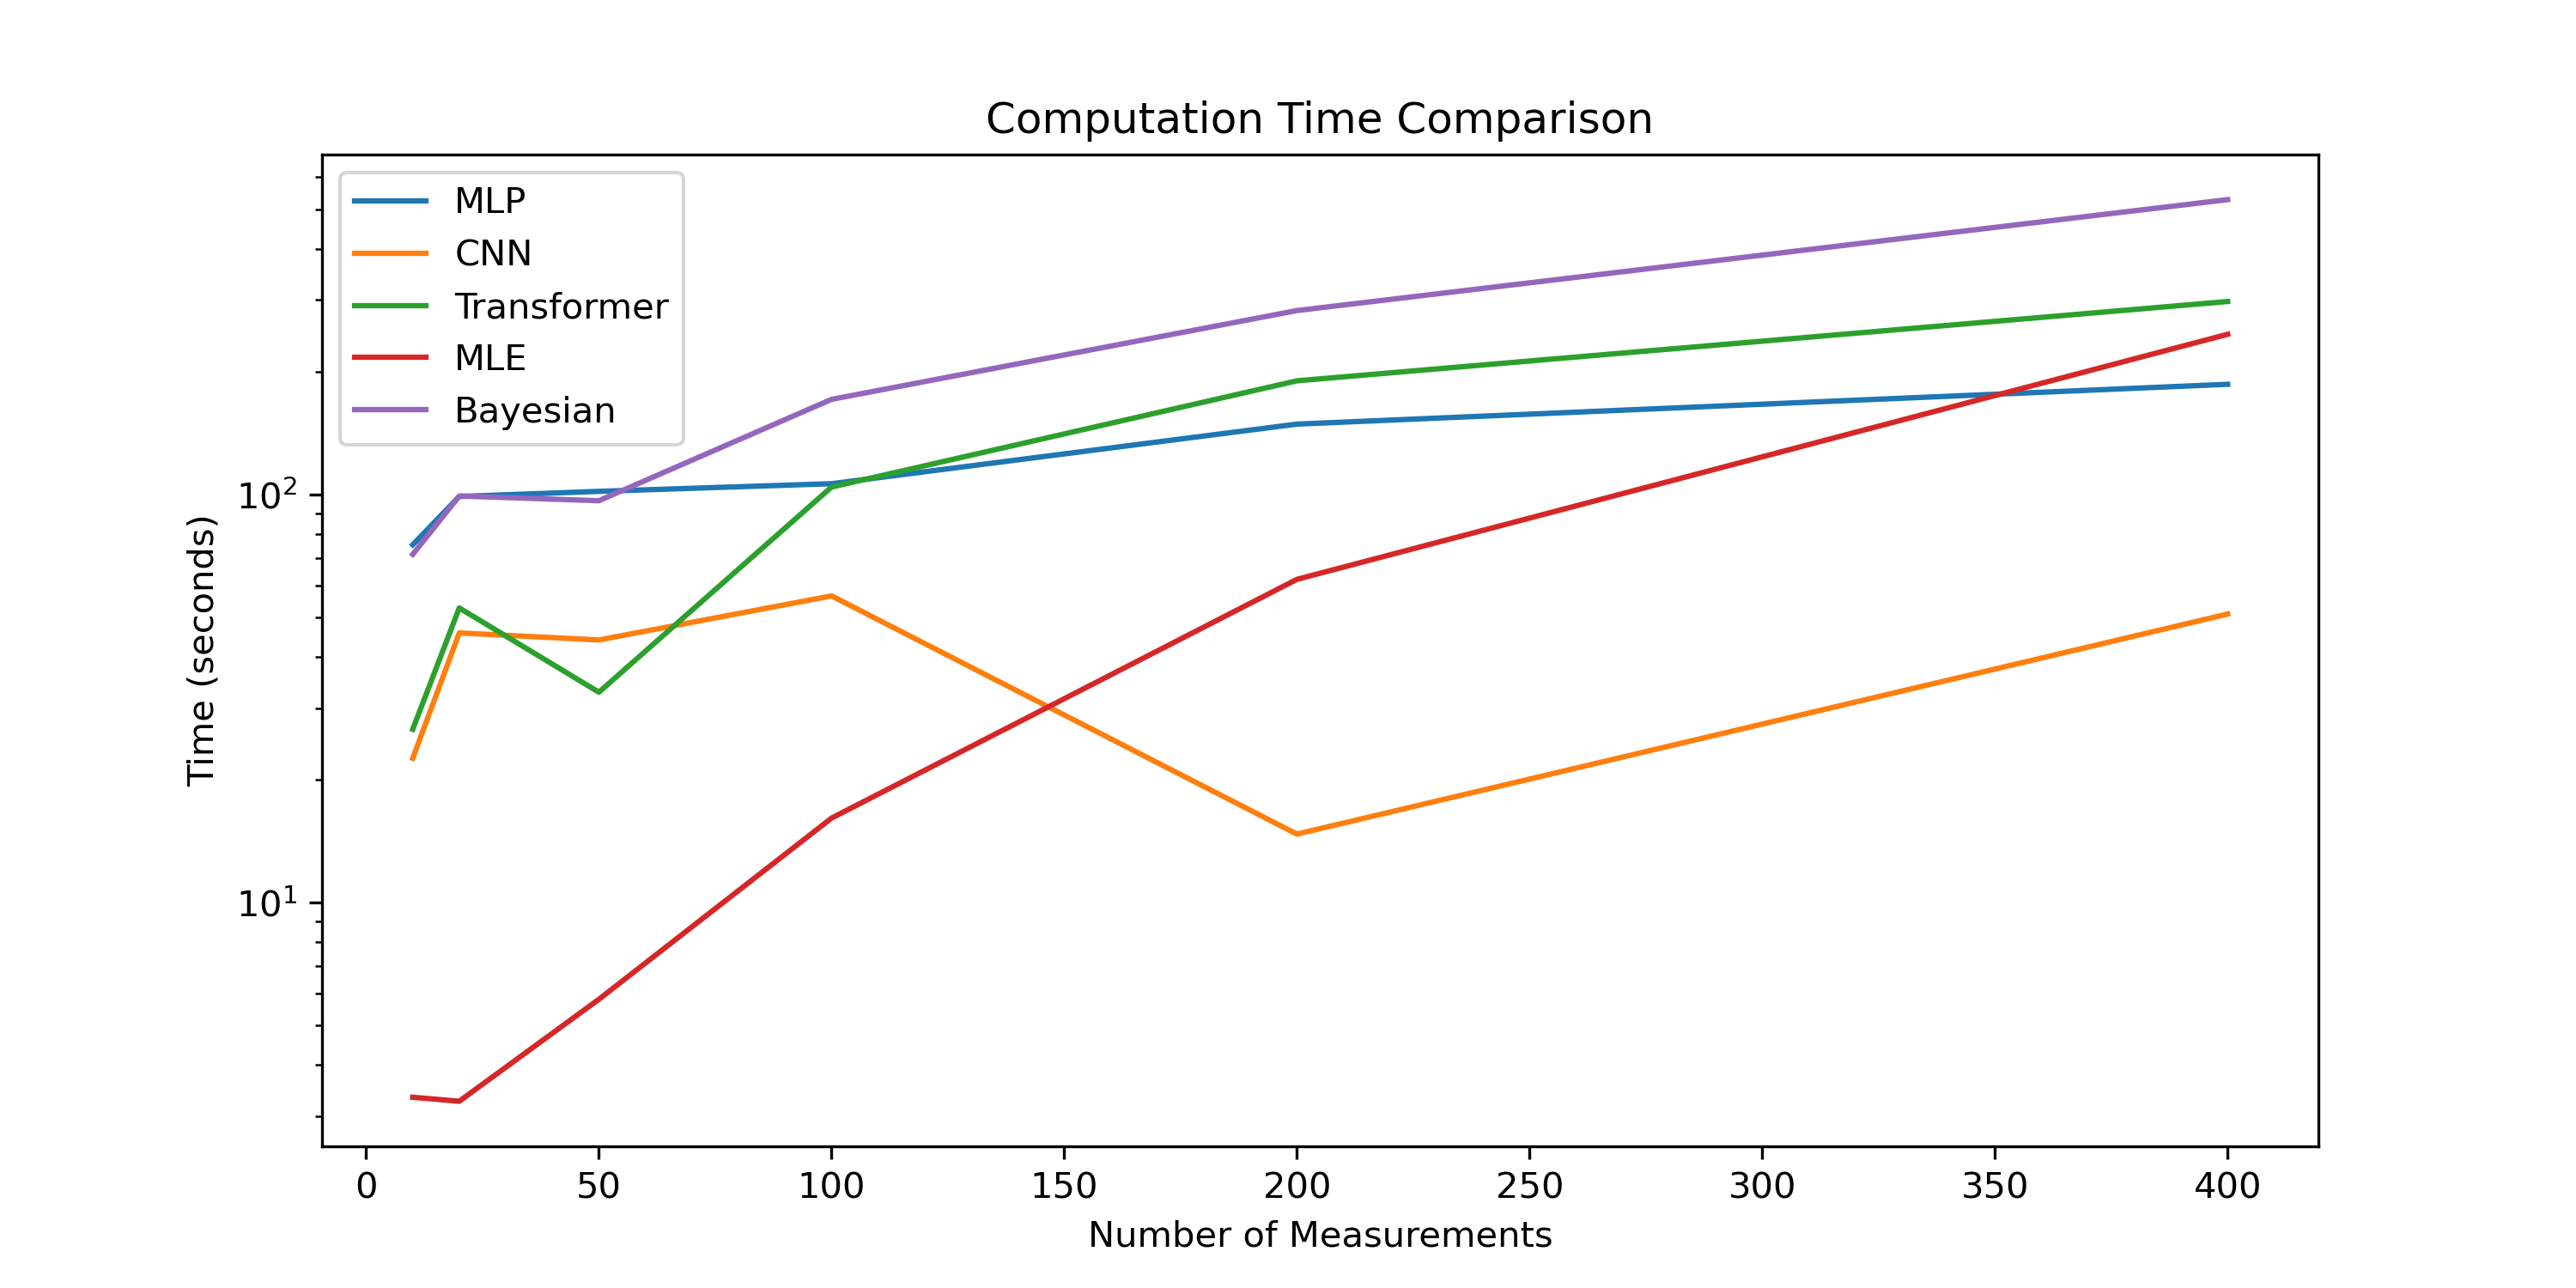 Computation Time Comparison
MLP
CNN
Transformer
MLE
Bayesian
10²
10¹
Time (seconds)
0 50 100 150 200 250 300 350 400
Number of Measurements